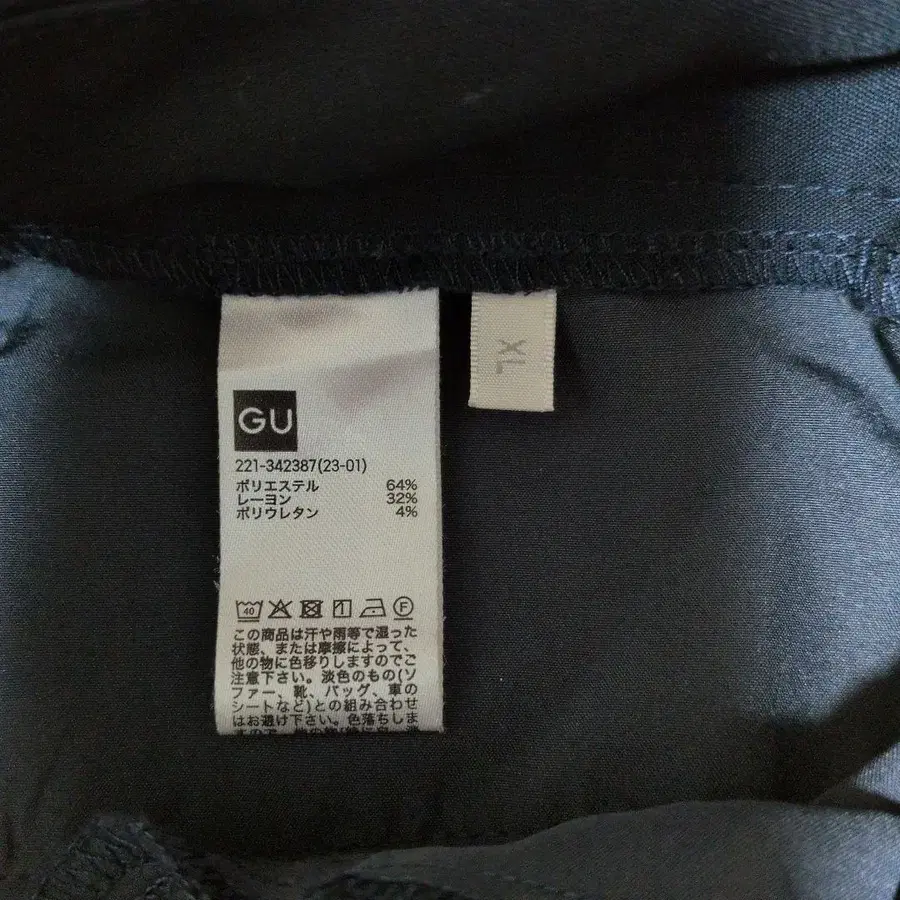 GU
221-342387(23-01)
ポリエステル 64%
レーヨン 32%
ポリウレタン 4%
40 F
この商品は汗や雨等で湿った
状態、または摩擦によって、
他の物に色移りしますのでご
注意下さい。淡色のもの(ソ
ファー、靴、バッグ、車の
シートなど)との組み合わせ
はお避け下さい。色落ちしま
XL